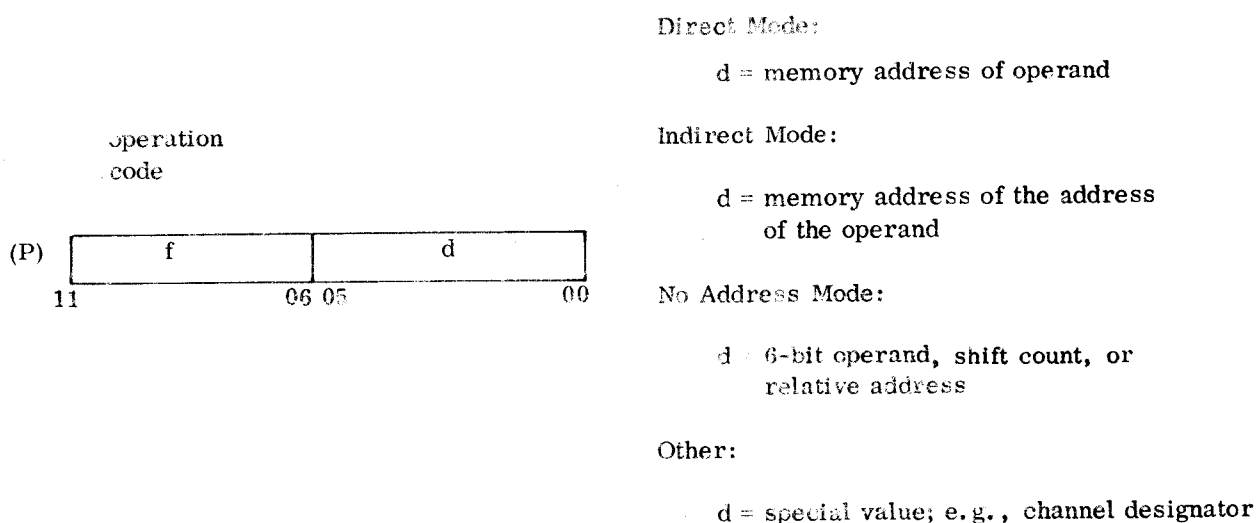 operation
code
(P) f d
11 06 05 00
Direct Mode:
d = memory address of operand
Indirect Mode:
d = memory address of the address
of the operand
No Address Mode:
d 6-bit operand, shift count, or
relative address
Other:
d = special value; e.g., channel designator